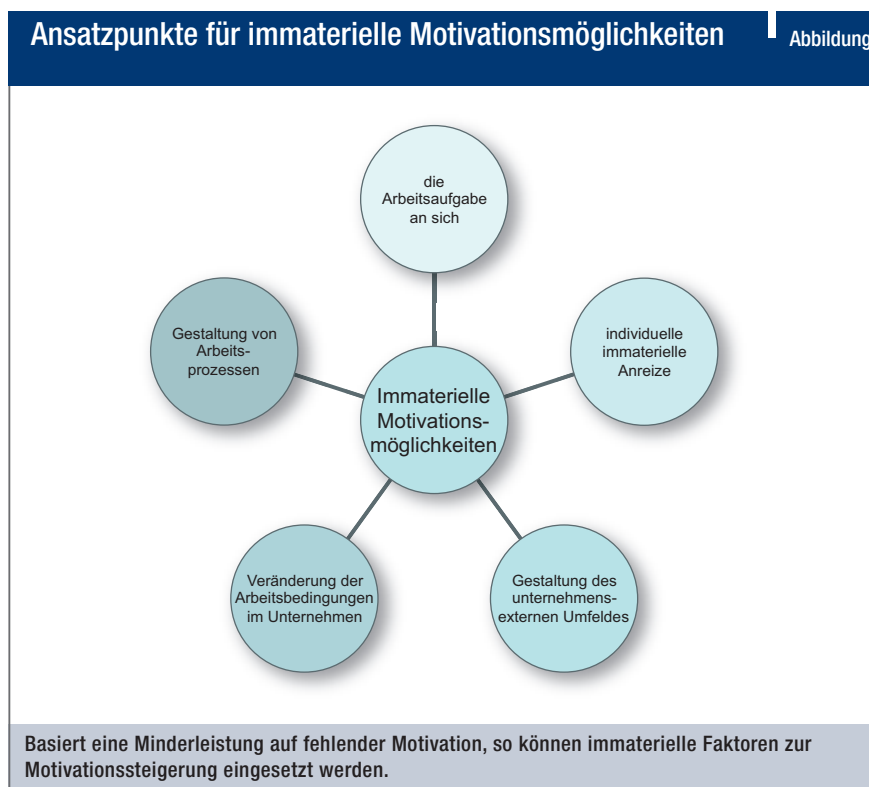 Ansatzpunkte für immaterielle Motivationsmöglichkeiten
Abbildung
die
Arbeitsaufgabe
an sich
Gestaltung von
Arbeits-
prozessen
individuelle
immaterielle
Anreize
Immaterielle
Motivations-
möglichkeiten
Veränderung der
Arbeitsbedingungen
im Unternehmen
Gestaltung des
unternehmens-
externen Umfeldes
Basiert eine Minderleistung auf fehlender Motivation, so können immaterielle Faktoren zur
Motivationssteigerung eingesetzt werden.